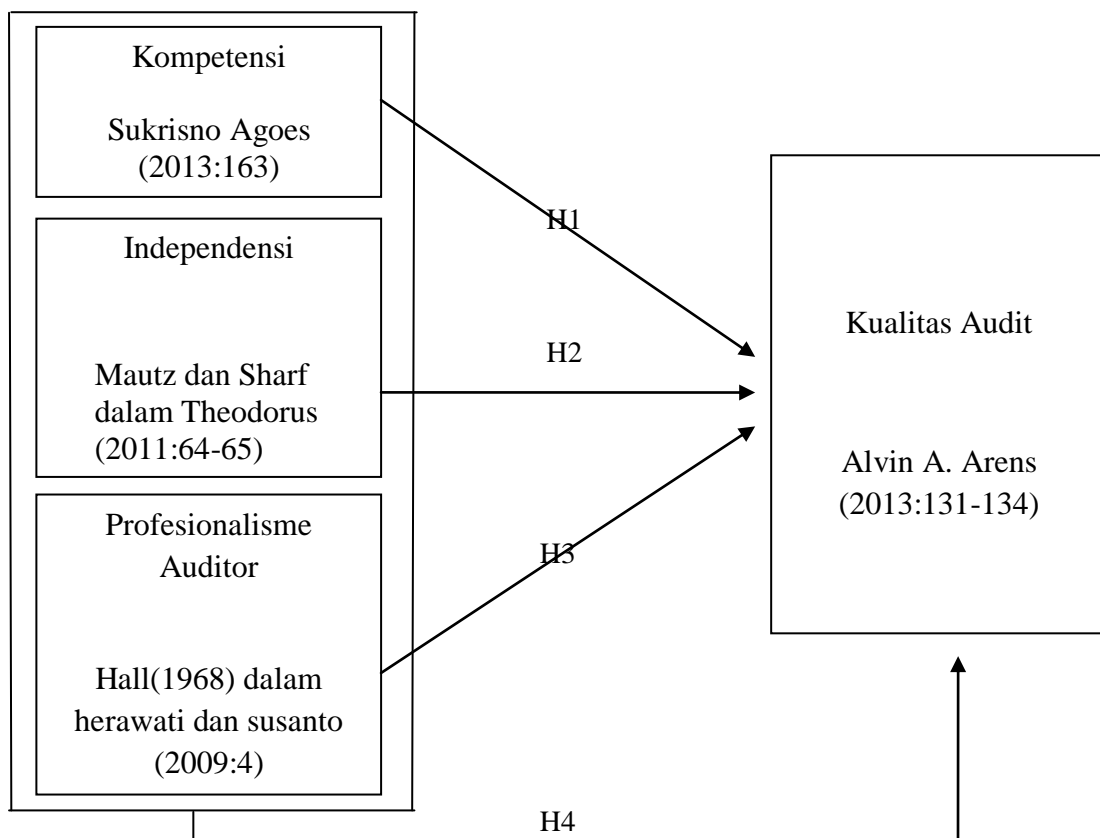 Kompetensi
Sukrisno Agoes
(2013:163)
Independensi
Mautz dan Sharf
dalam Theodorus
(2011:64-65)
Profesionalisme
Auditor
Hall(1968) dalam
herawati dan susanto
(2009:4)
H1
H2
H3
H4
Kualitas Audit
Alvin A. Arens
(2013:131-134)